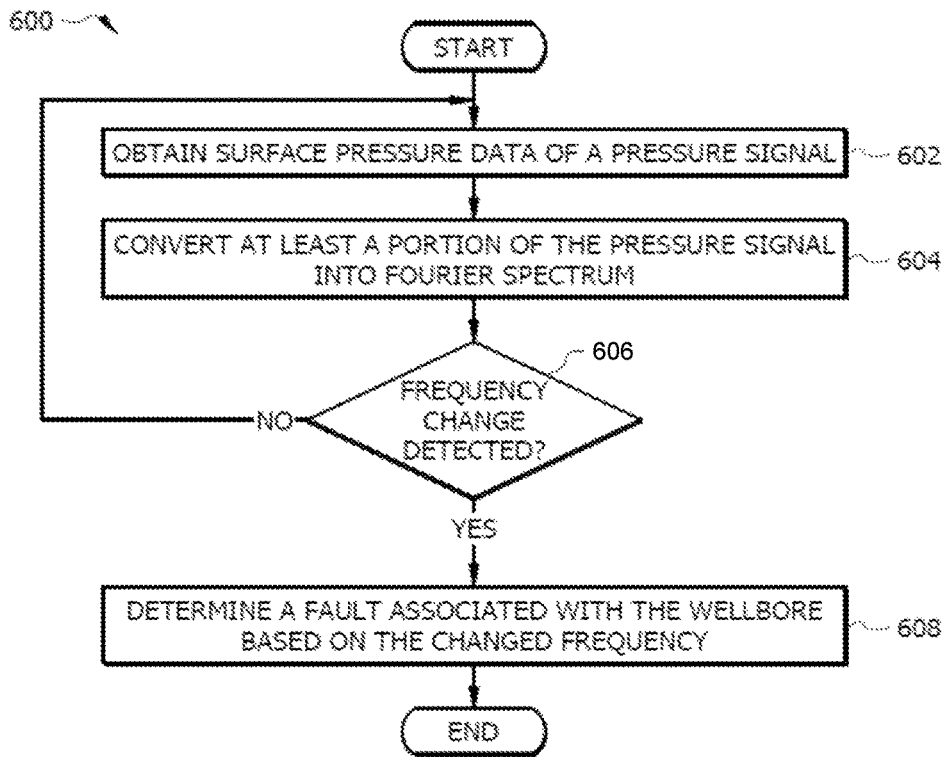 600
START
OBTAIN SURFACE PRESSURE DATA OF A PRESSURE SIGNAL
602
CONVERT AT LEAST A PORTION OF THE PRESSURE SIGNAL
INTO FOURIER SPECTRUM
604
606
FREQUENCY
CHANGE
DETECTED?
NO
YES
DETERMINE A FAULT ASSOCIATED WITH THE WELLBORE
BASED ON THE CHANGED FREQUENCY
608
END